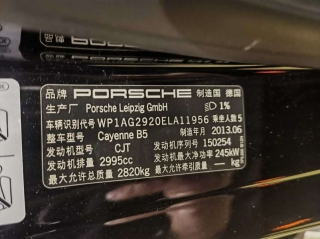 品牌 PORSCHE 制造国 德国
生产厂 Porsche Leipzig GmbH 1%
车辆识别代号 WP1AG2920ELA11956 乘坐人数 5
整车型号 Cayenne B5 制造年月 2013.06
发动机型号 CJT 发动机序列号 150254
发动机排量 2995cc 发动机最大净功率 245kW
最大允许总质量 2820kg 最大允许牵引质量 — kg